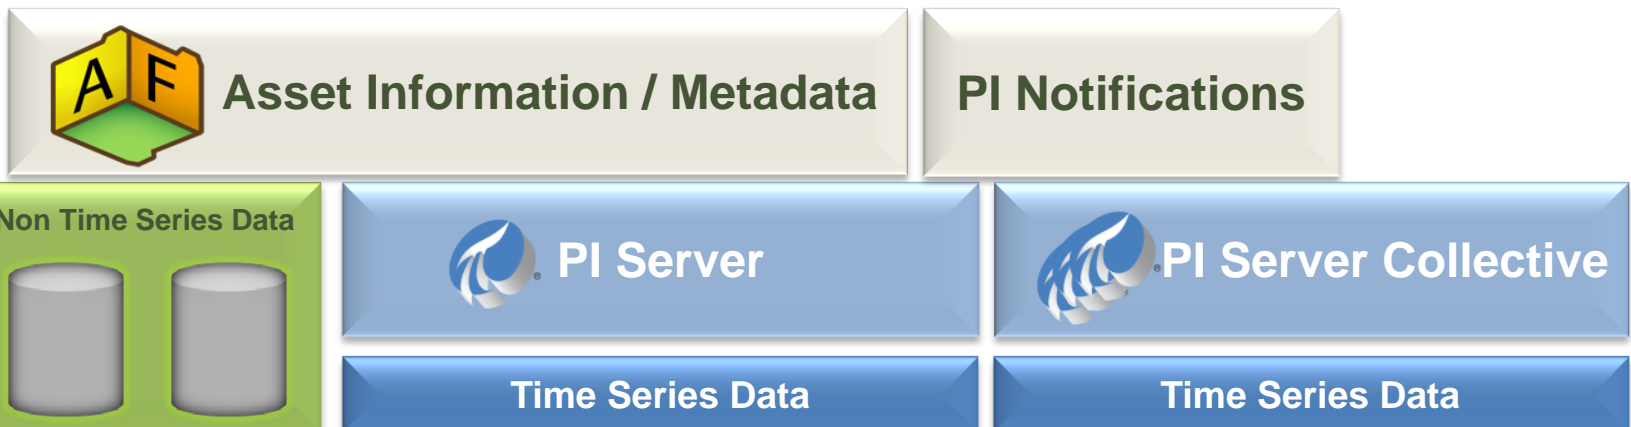 AF
Asset Information / Metadata
PI Notifications
Non Time Series Data
PI Server
PI Server Collective
Time Series Data
Time Series Data